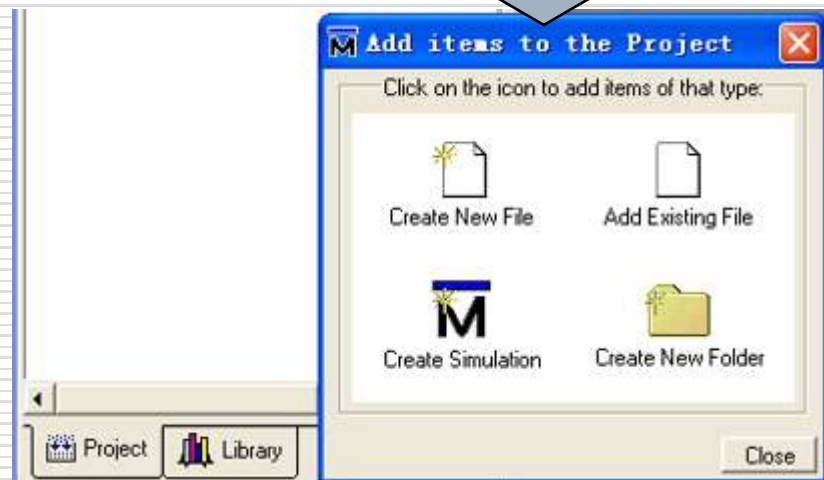 Add items to the Project
Click on the icon to add items of that type:
Create New File
Add Existing File
Create Simulation
Create New Folder
Project
Library
Close